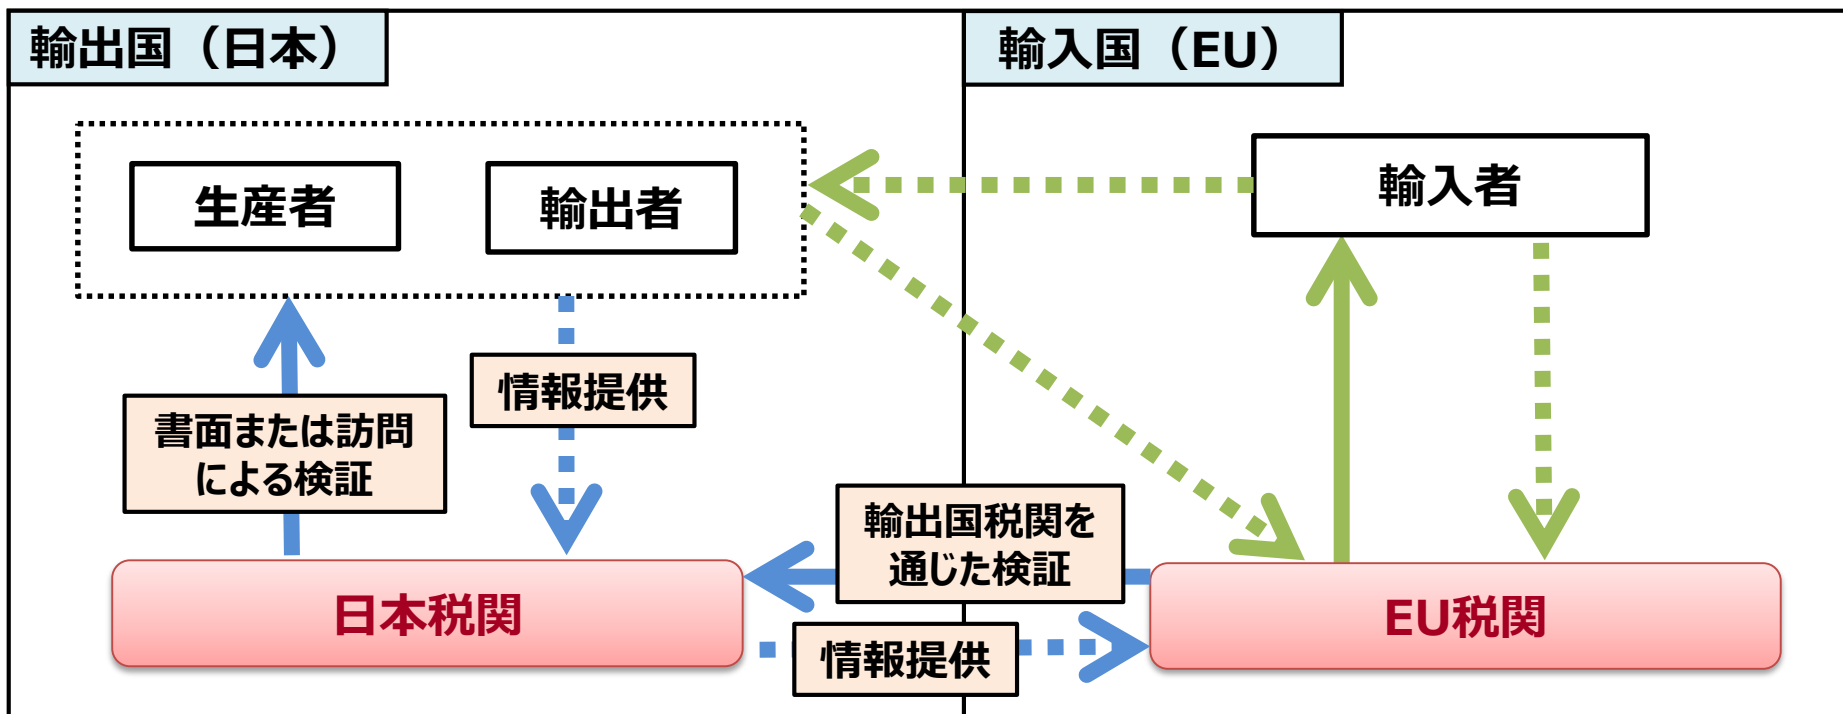 輸出国（日本）
輸入国（EU）
生産者
輸出者
輸入者
情報提供
書面または訪問
による検証
輸出国税関を
通じた検証
日本税関
EU税関
情報提供